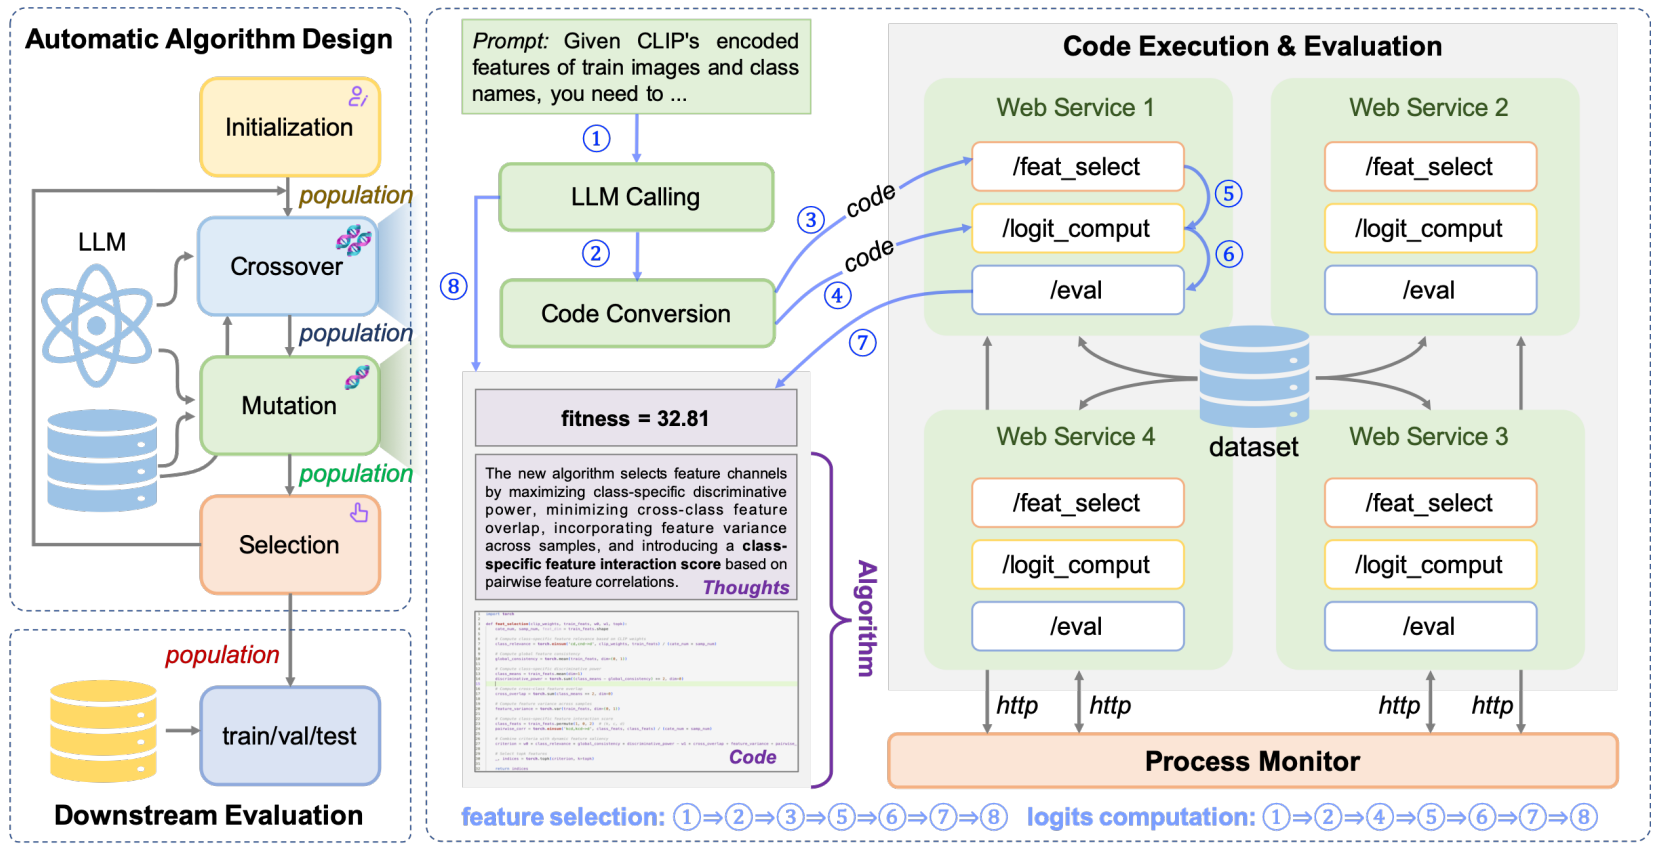 Automatic Algorithm Design
Initialization
population
LLM
Crossover
population
Mutation
population
Selection
population
train/val/test
Downstream Evaluation
Prompt: Given CLIP's encoded
features of train images and class
names, you need to ...
①
LLM Calling
②
Code Conversion
③
code
④
code
⑧
⑦
fitness = 32.81
The new algorithm selects feature channels
by maximizing class-specific discriminative
power, minimizing cross-class feature
overlap, incorporating feature variance
across samples, and introducing a class-
specific feature interaction score based on
pairwise feature correlations.
Thoughts
import torch
Code
Algorithm
Code Execution & Evaluation
Web Service 1
/feat_select
/logit_comput
/eval
⑤
⑥
Web Service 2
/feat_select
/logit_comput
/eval
dataset
Web Service 4
/feat_select
/logit_comput
/eval
Web Service 3
/feat_select
/logit_comput
/eval
http
http
http
http
Process Monitor
feature selection: ①⇒②⇒③⇒⑤⇒⑥⇒⑦⇒⑧
logits computation: ①⇒②⇒④⇒⑤⇒⑥⇒⑦⇒⑧